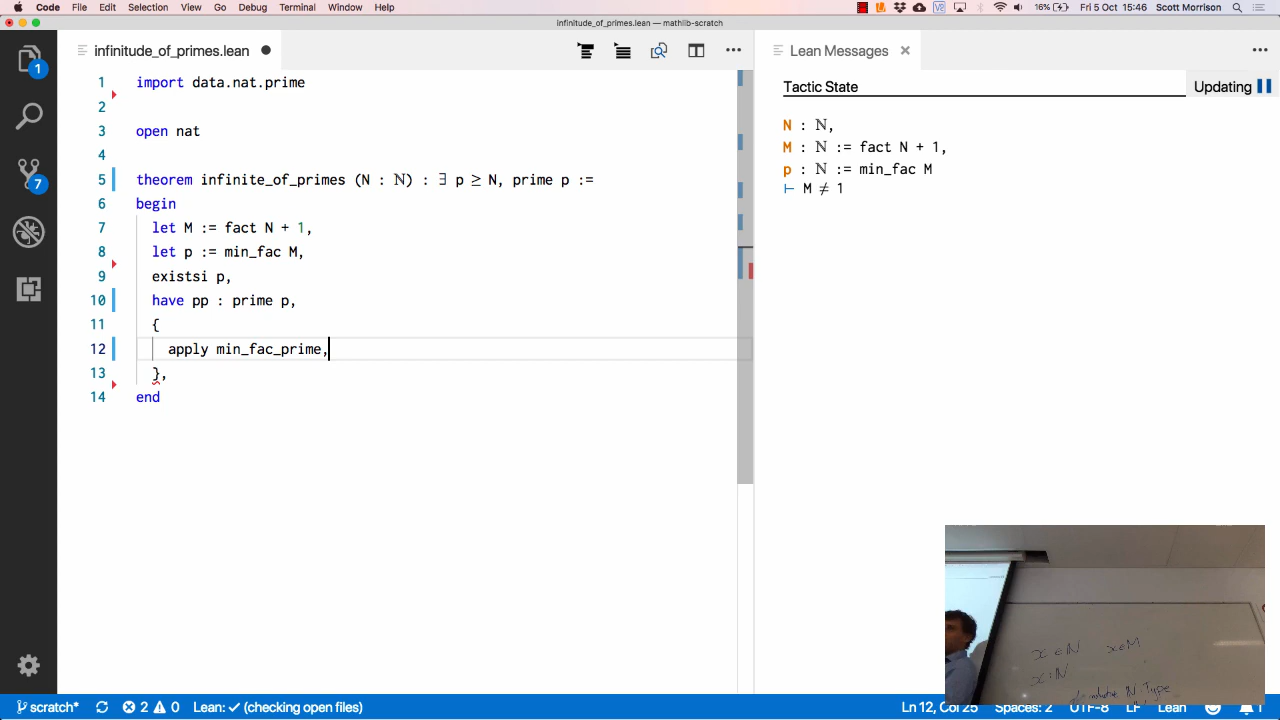 Code File Edit Selection View Go Debug Terminal Window Help 16% Fri 5 Oct 15:46 Scott Morrison
infinitude_of_primes.lean — mathlib-scratch
infinitude_of_primes.lean
Lean Messages
1 import data.nat.prime
2
3 open nat
4
5 theorem infinite_of_primes (N : ℕ) : ∃ p ≥ N, prime p :=
6 begin
7 let M := fact N + 1,
8 let p := min_fac M,
9 existsi p,
10 have pp : prime p,
11 {
12 apply min_fac_prime,
13 },
14 end
1
7
Tactic State
Updating
N : ℕ,
M : ℕ := fact N + 1,
p : ℕ := min_fac M
⊢ M ≠ 1
x ∈ ℕ x ∈ M
x : ℕ
ℕ : Type
scratch* 2 0 Lean: ✓ (checking open files) Ln 12, Col 25 Spaces: 2 UTF-8 LF Lean 1